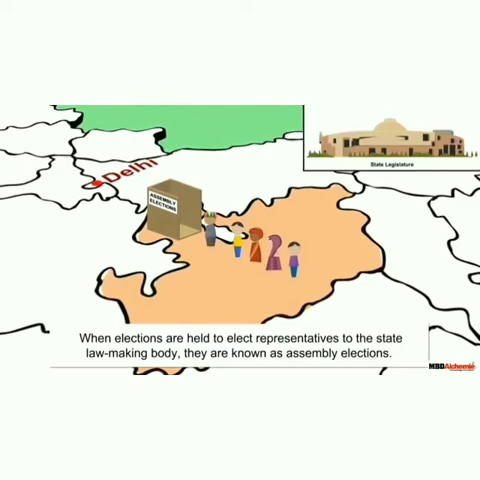 Delhi
State Legislature
ASSEMBLY
ELECTIONS
When elections are held to elect representatives to the state
law-making body, they are known as assembly elections.
MBDAlchemie